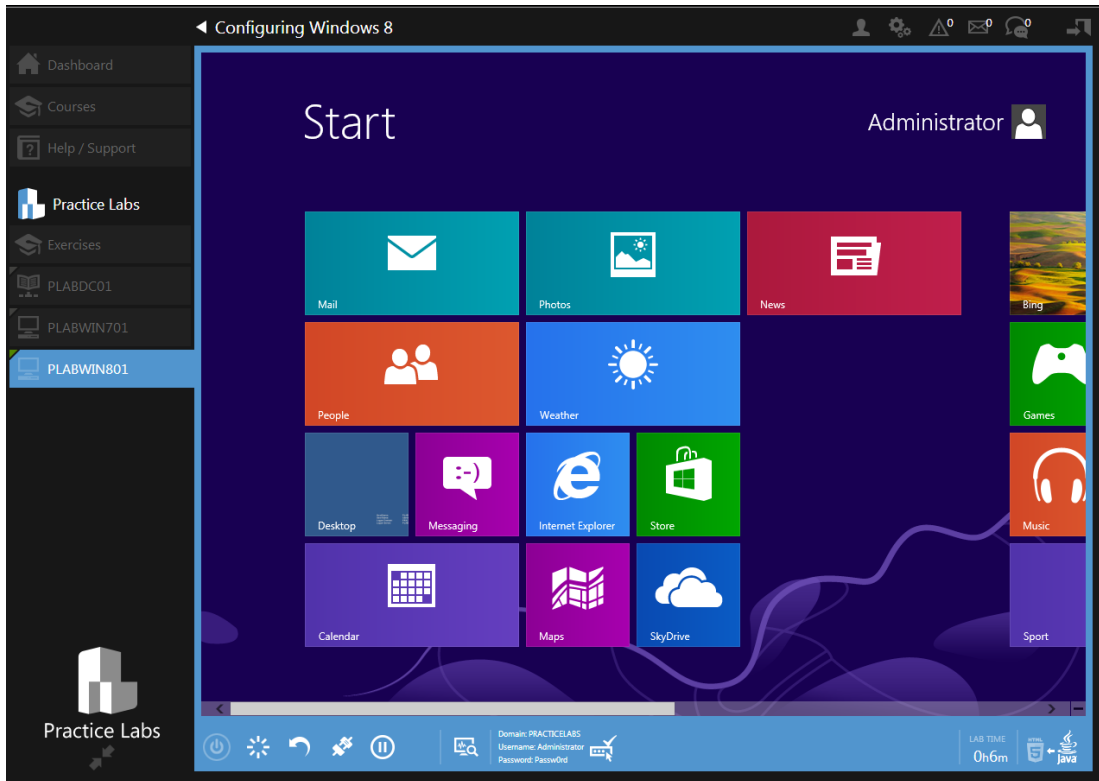 Configuring Windows 8
0 0 0
Dashboard
Courses
Help / Support
Practice Labs
Exercises
PLABDC01
PLABWIN701
PLABWIN801
Start
Administrator
Mail
Photos
News
Bing
People
Weather
Games
Desktop
:-)
Messaging
Internet Explorer
Store
Music
Calendar
Maps
SkyDrive
Sport
Practice Labs
Domain: PRACTICELABS
Username: Administrator
Password: Passw0rd
LAB TIME
0h6m
HTML
5
Java